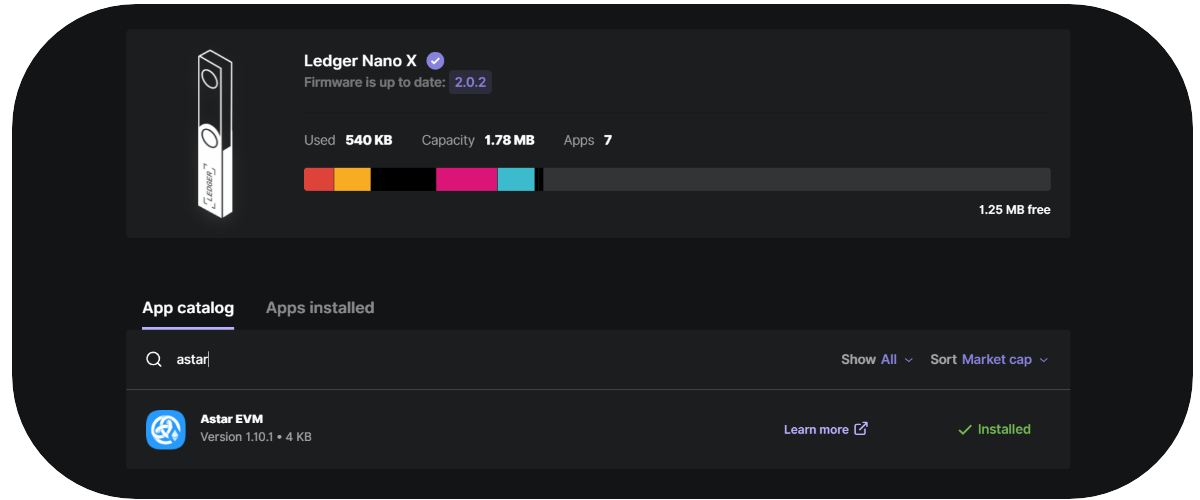 Ledger Nano X
Firmware is up to date: 2.0.2
Used 540 KB Capacity 1.78 MB Apps 7
1.25 MB free
LEDGER
App catalog Apps installed
astar Show All Sort Market cap
Astar EVM
Version 1.10.1 • 4 KB
Learn more Installed